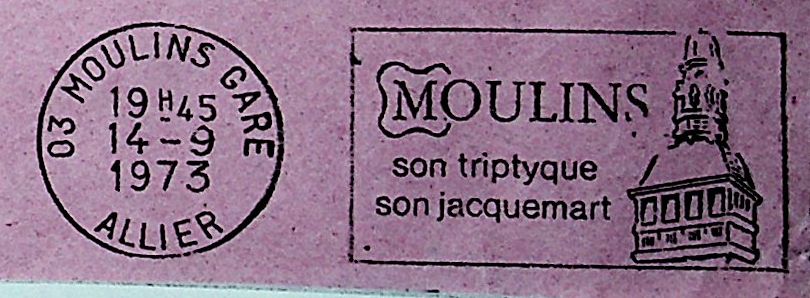 03 MOULINS GARE
19H45
14-9
1973
ALLIER
MOULINS
son triptyque
son jacquemart